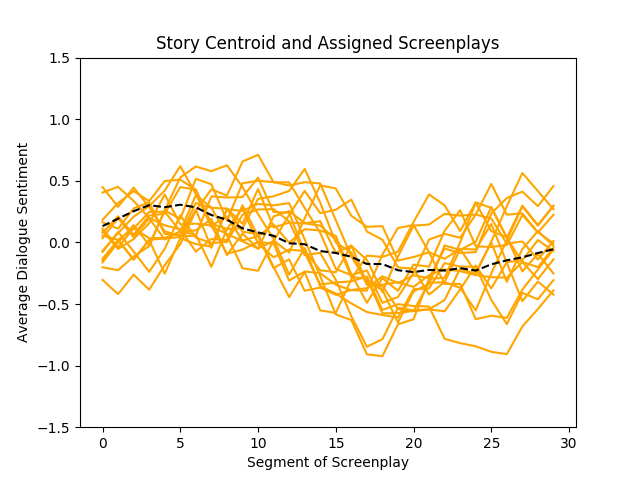 Story Centroid and Assigned Screenplays
1.5
1.0
0.5
0.0
−0.5
−1.0
−1.5
Average Dialogue Sentiment
0 5 10 15 20 25 30
Segment of Screenplay